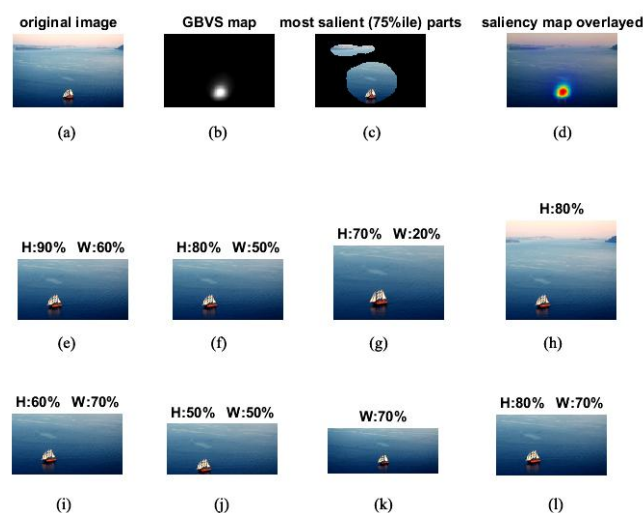 original image GBVS map most salient (75%ile) parts saliency map overlayed
(a) (b) (c) (d)
H:80%
H:90% W:60% H:80% W:50% H:70% W:20%
(e) (f) (g) (h)
H:60% W:70% H:50% W:50% W:70% H:80% W:70%
(i) (j) (k) (l)